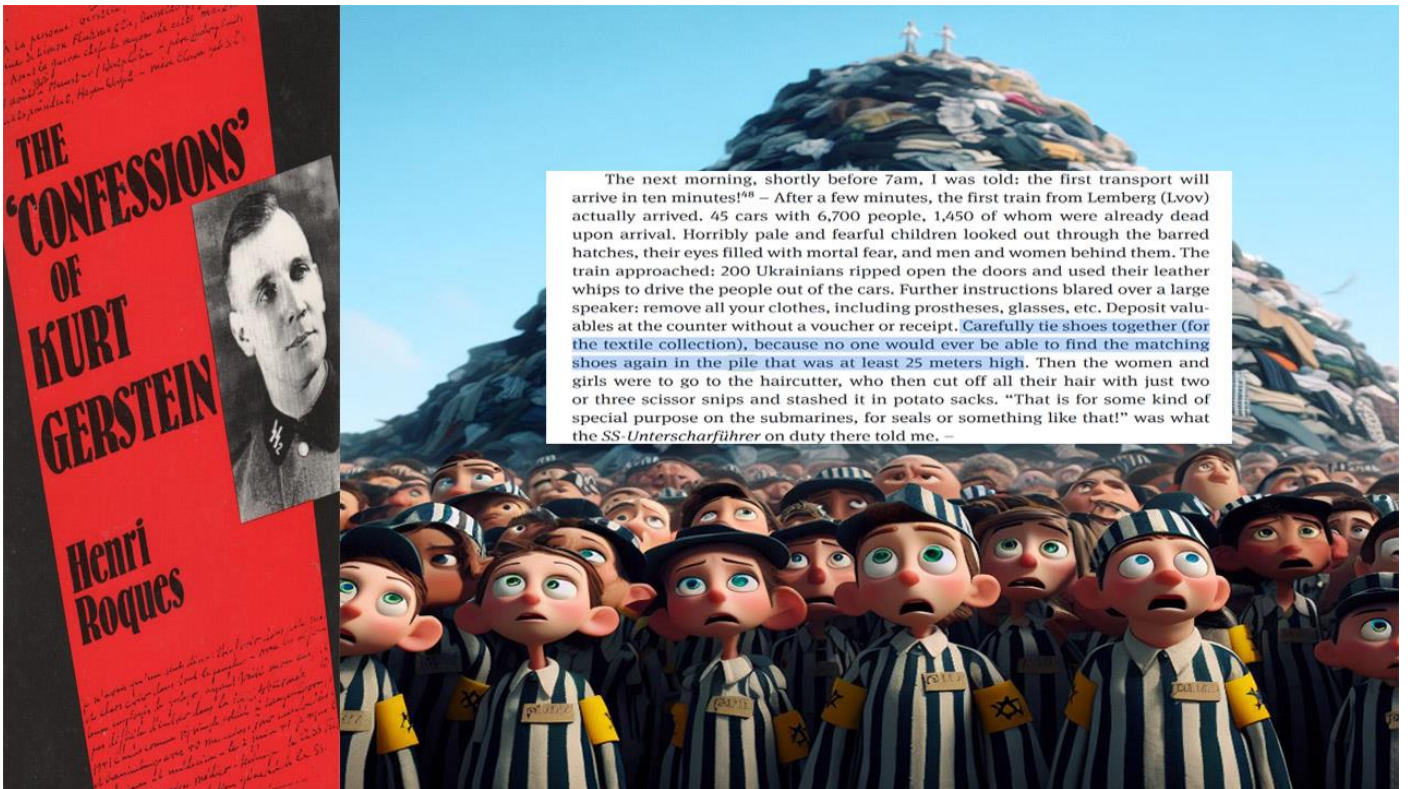 THE
'CONFESSIONS'
OF
KURT
GERSTEIN
Henri
Roques
The next morning, shortly before 7am, I was told: the first transport will
arrive in ten minutes!⁴⁸ – After a few minutes, the first train from Lemberg (Lvov)
actually arrived. 45 cars with 6,700 people, 1,450 of whom were already dead
upon arrival. Horribly pale and fearful children looked out through the barred
hatches, their eyes filled with mortal fear, and men and women behind them. The
train approached: 200 Ukrainians ripped open the doors and used their leather
whips to drive the people out of the cars. Further instructions blared over a large
speaker: remove all your clothes, including prostheses, glasses, etc. Deposit valu-
ables at the counter without a voucher or receipt. Carefully tie shoes together (for
the textile collection), because no one would ever be able to find the matching
shoes again in the pile that was at least 25 meters high. Then the women and
girls were to go to the haircutter, who then cut off all their hair with just two
or three scissor snips and stashed it in potato sacks. “That is for some kind of
special purpose on the submarines, for seals or something like that!” was what
the SS-Unterscharführer on duty there told me. –